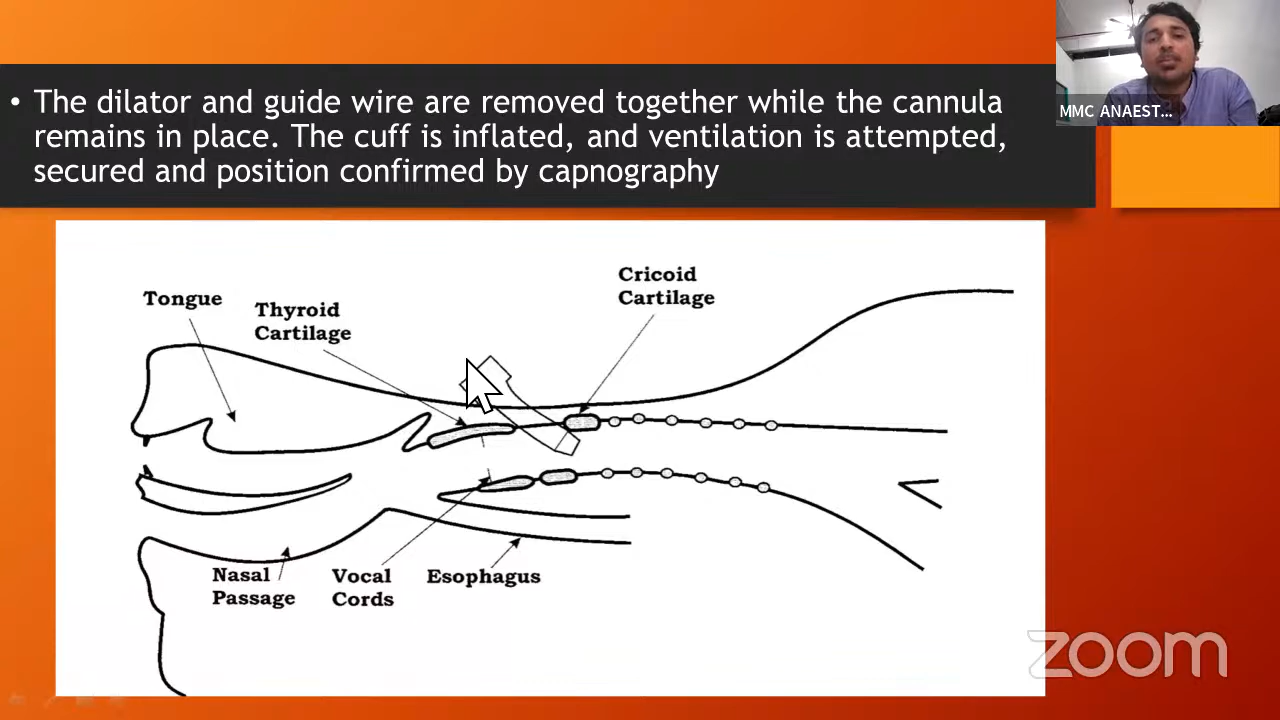 • The dilator and guide wire are removed together while the cannula
remains in place. The cuff is inflated, and ventilation is attempted,
secured and position confirmed by capnography
MMC ANAEST...
Cricoid
Cartilage
Tongue
Thyroid
Cartilage
Nasal
Passage
Vocal
Cords
Esophagus
zoom